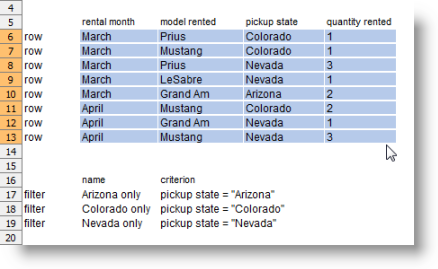 4
5 rental month model rented pickup state quantity rented
6 row March Prius Colorado 1
7 row March Mustang Colorado 1
8 row March Prius Nevada 3
9 row March LeSabre Nevada 1
10 row March Grand Am Arizona 2
11 row April Mustang Colorado 2
12 row April Grand Am Nevada 1
13 row April Mustang Nevada 3
14
15
16 name criterion
17 filter Arizona only pickup state = "Arizona"
18 filter Colorado only pickup state = "Colorado"
19 filter Nevada only pickup state = "Nevada"
20